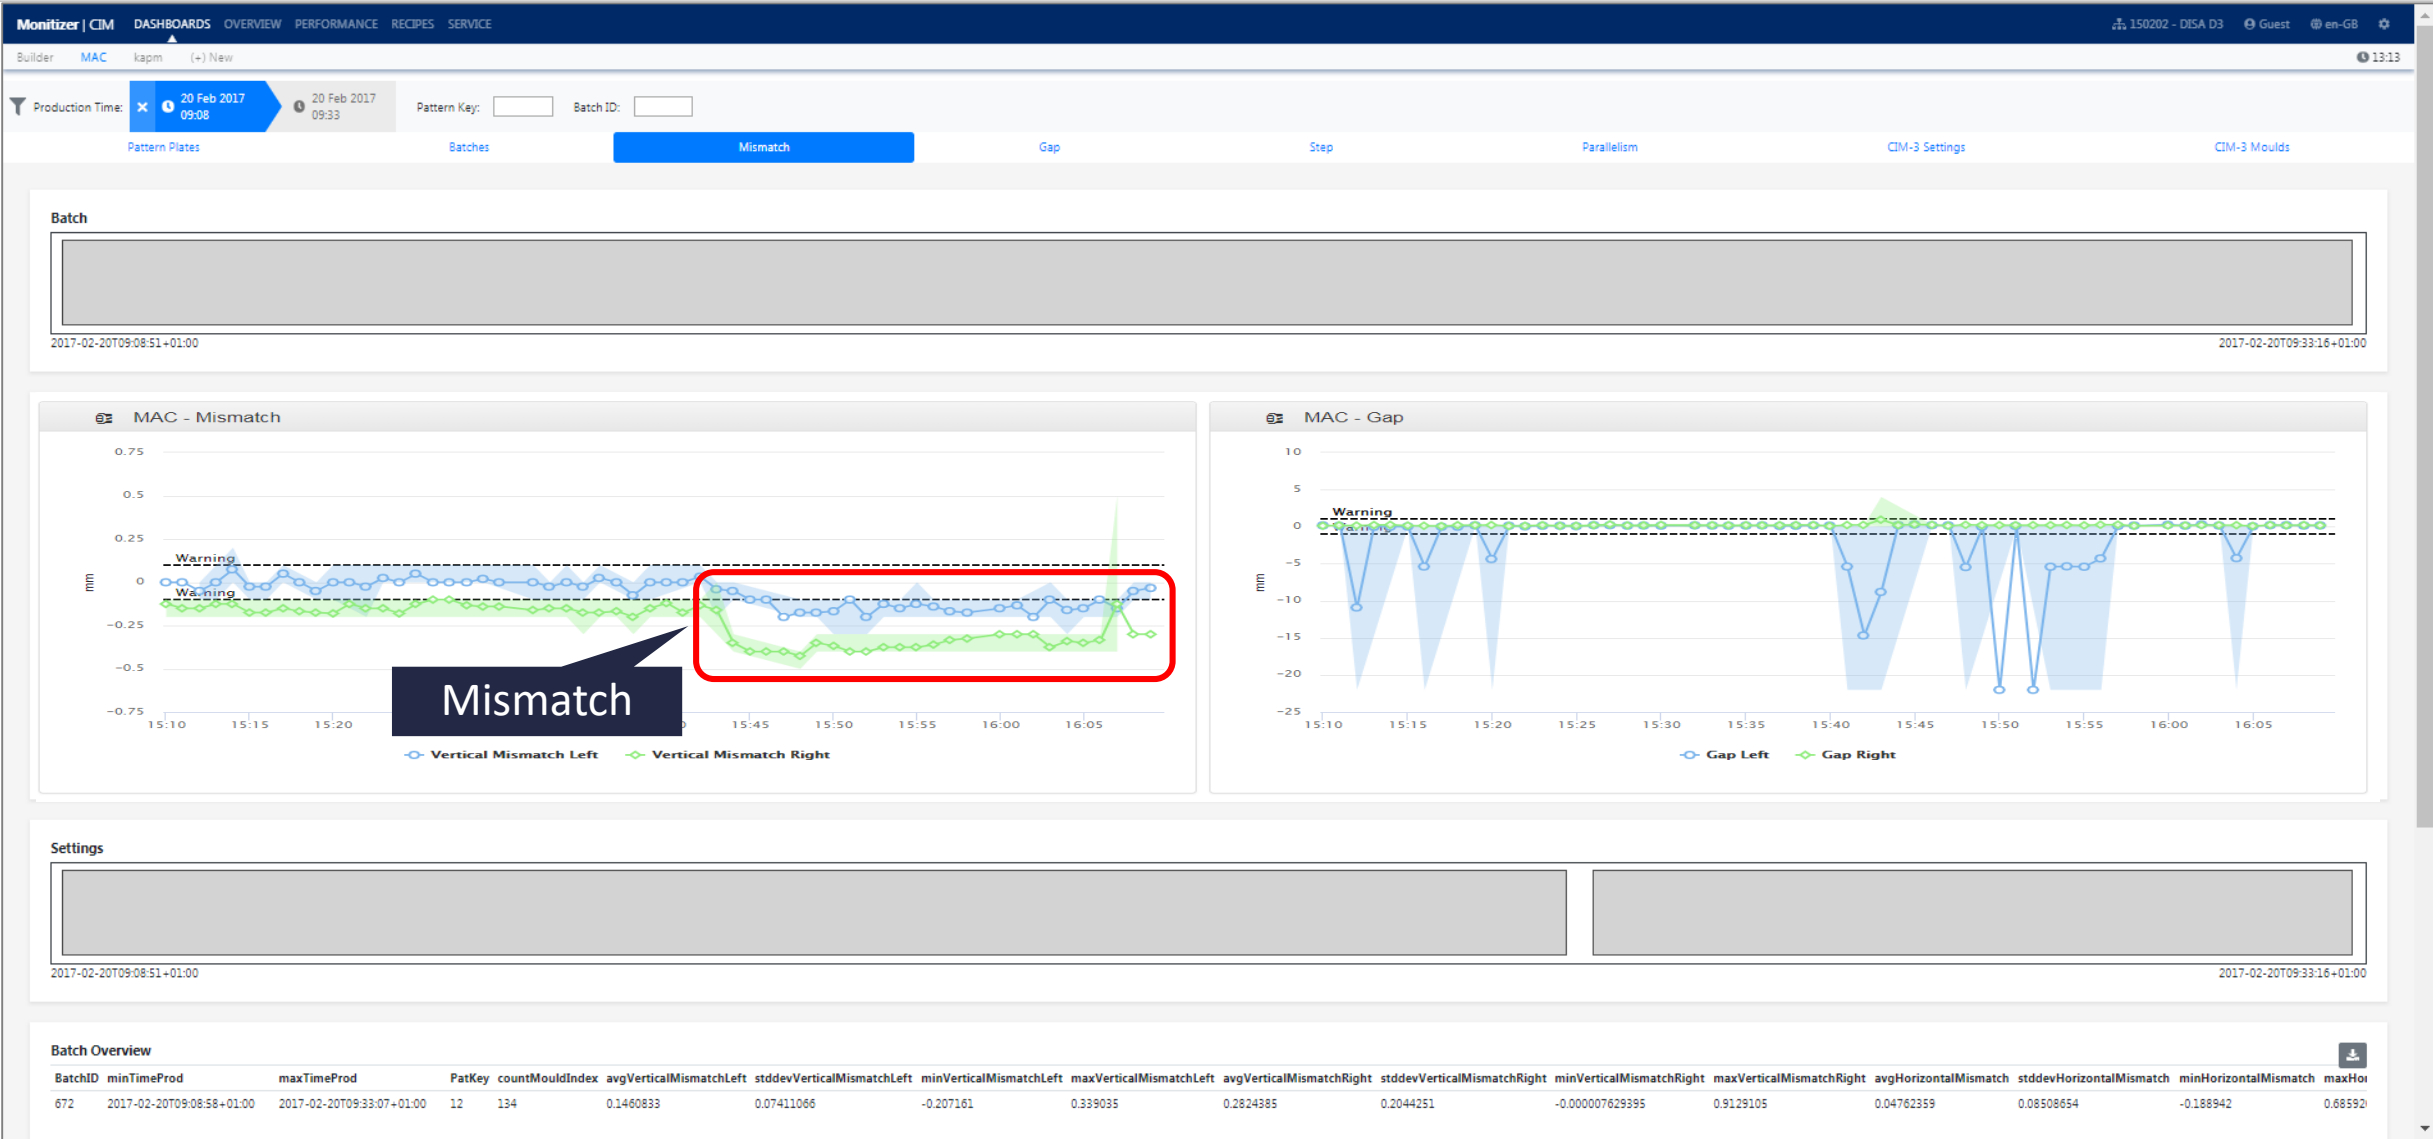 Monitizer | CIM DASHBOARDS OVERVIEW PERFORMANCE RECIPES SERVICE 150202 - DISA D3 Guest en-GB
Builder MAC kapm (+) New 13:13
Production Time: × 20 Feb 2017 09:08 20 Feb 2017 09:33 Pattern Key: Batch ID:
Pattern Plates Batches Mismatch Gap Step Parallelism CIM-3 Settings CIM-3 Moulds
Batch
2017-02-20T09:08:51+01:00 2017-02-20T09:33:16+01:00
MAC - Mismatch
0.75
0.5
0.25
Warning
0
Warning
-0.25
-0.5
-0.75
mm
Mismatch
15:10 15:15 15:20 15:45 15:50 15:55 16:00 16:05
Vertical Mismatch Left Vertical Mismatch Right
MAC - Gap
10
5
Warning
0
Warning
-5
-10
-15
-20
-25
mm
15:10 15:15 15:20 15:25 15:30 15:35 15:40 15:45 15:50 15:55 16:00 16:05
Gap Left Gap Right
Settings
2017-02-20T09:08:51+01:00 2017-02-20T09:33:16+01:00
Batch Overview
BatchID minTimeProd maxTimeProd PatKey countMouldIndex avgVerticalMismatchLeft stddevVerticalMismatchLeft minVerticalMismatchLeft maxVerticalMismatchLeft avgVerticalMismatchRight stddevVerticalMismatchRight minVerticalMismatchRight maxVerticalMismatchRight avgHorizontalMismatch stddevHorizontalMismatch minHorizontalMismatch maxHor
672 2017-02-20T09:08:58+01:00 2017-02-20T09:33:07+01:00 12 134 0.1460833 0.07411066 -0.207161 0.339035 0.2824385 0.2044251 -0.000007629395 0.9129105 0.04762359 0.08508654 -0.188942 0.68592